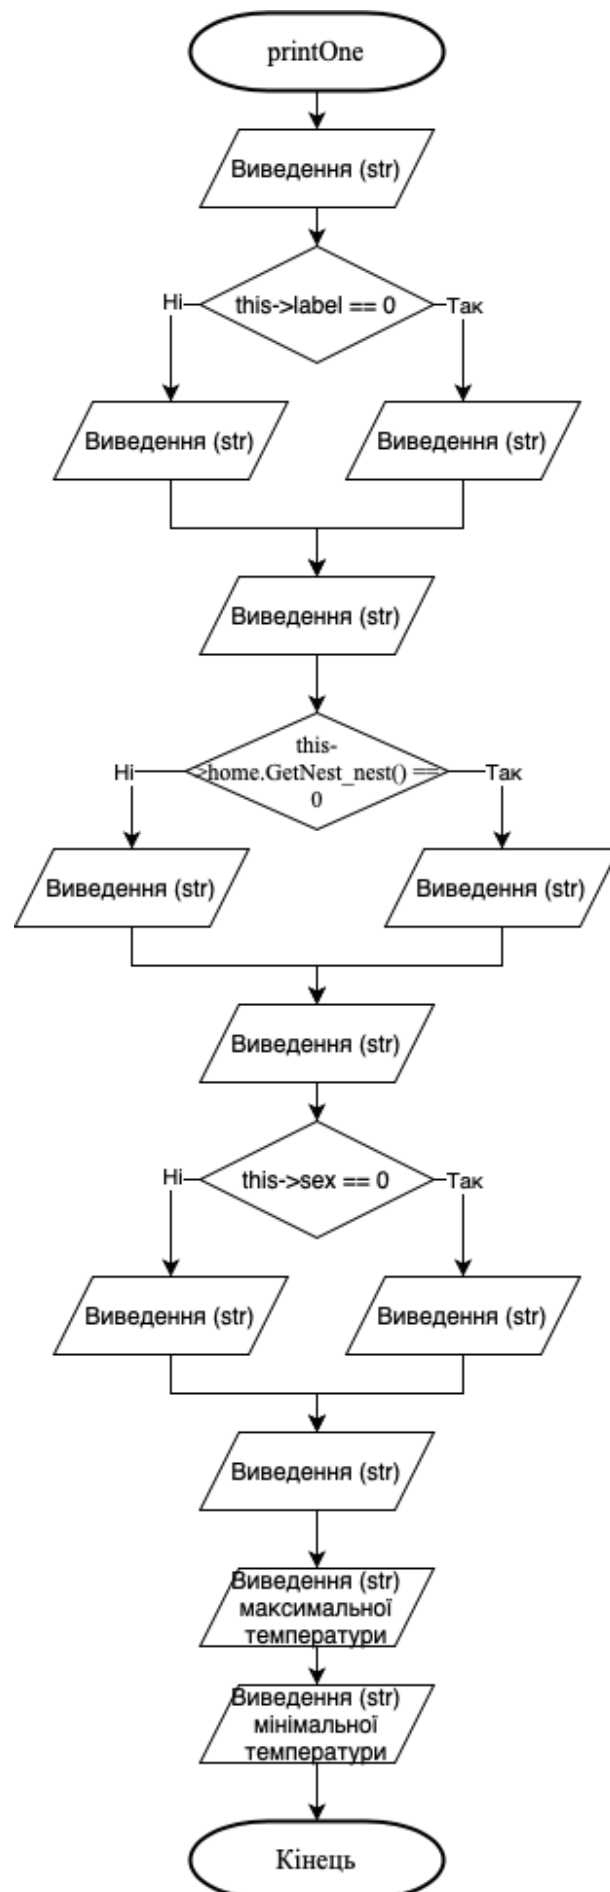 printOne
Виведення (str)
this->label == 0
Ні
Так
Виведення (str)
Виведення (str)
Виведення (str)
this-
>home.GetNest_nest() ==
0
Ні
Так
Виведення (str)
Виведення (str)
Виведення (str)
this->sex == 0
Ні
Так
Виведення (str)
Виведення (str)
Виведення (str)
Виведення (str)
максимальної
температури
Виведення (str)
мінімальної
температури
Кінець